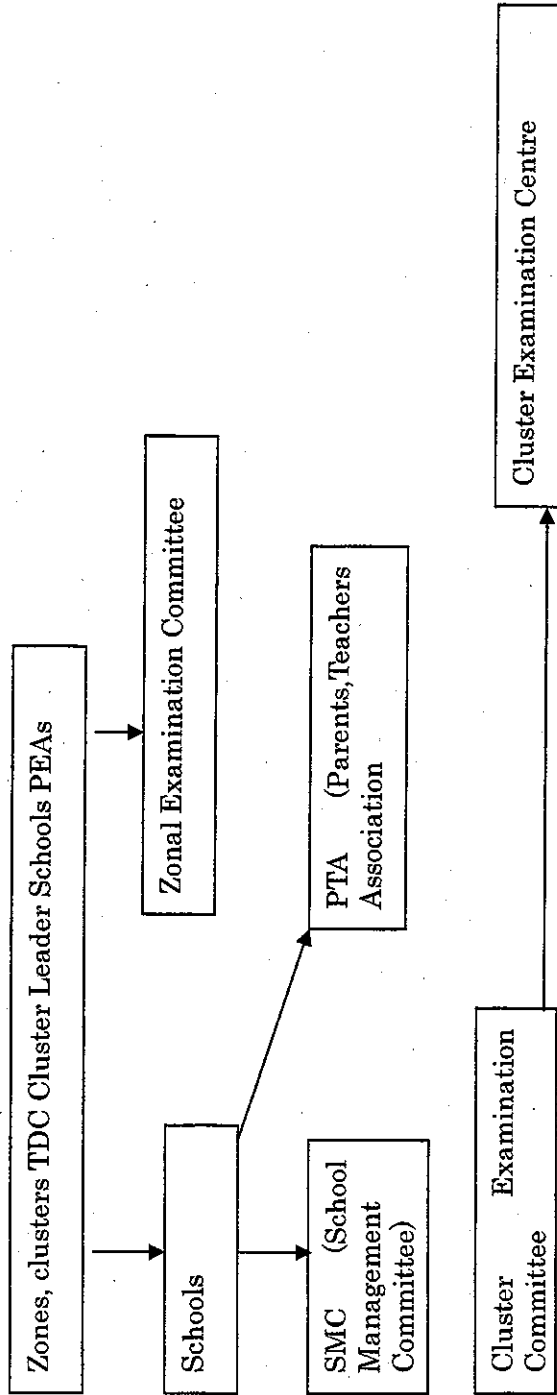 Zones, clusters TDC Cluster Leader Schools PEAs
Zonal Examination Committee
Schools
PTA (Parents,Teachers
Association
SMC (School
Management
Committee)
Cluster Examination
Committee
Cluster Examination Centre